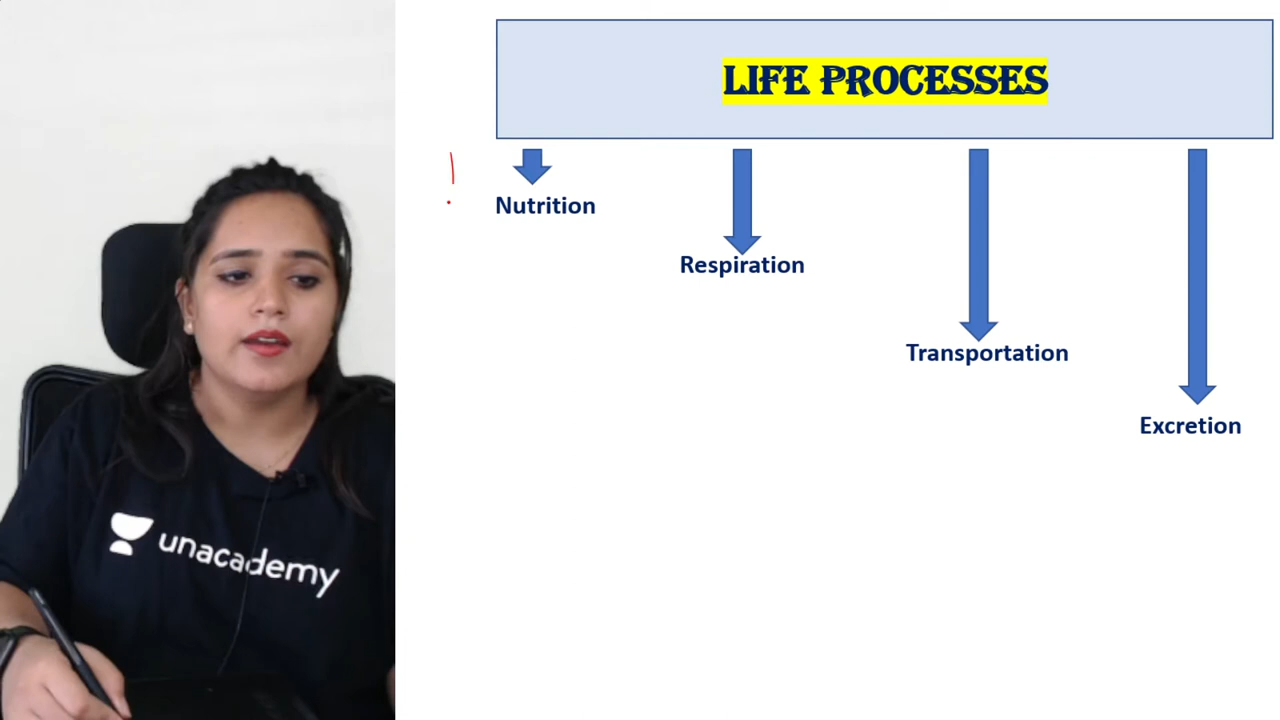 LIFE PROCESSES
Nutrition
Respiration
Transportation
Excretion
unacademy